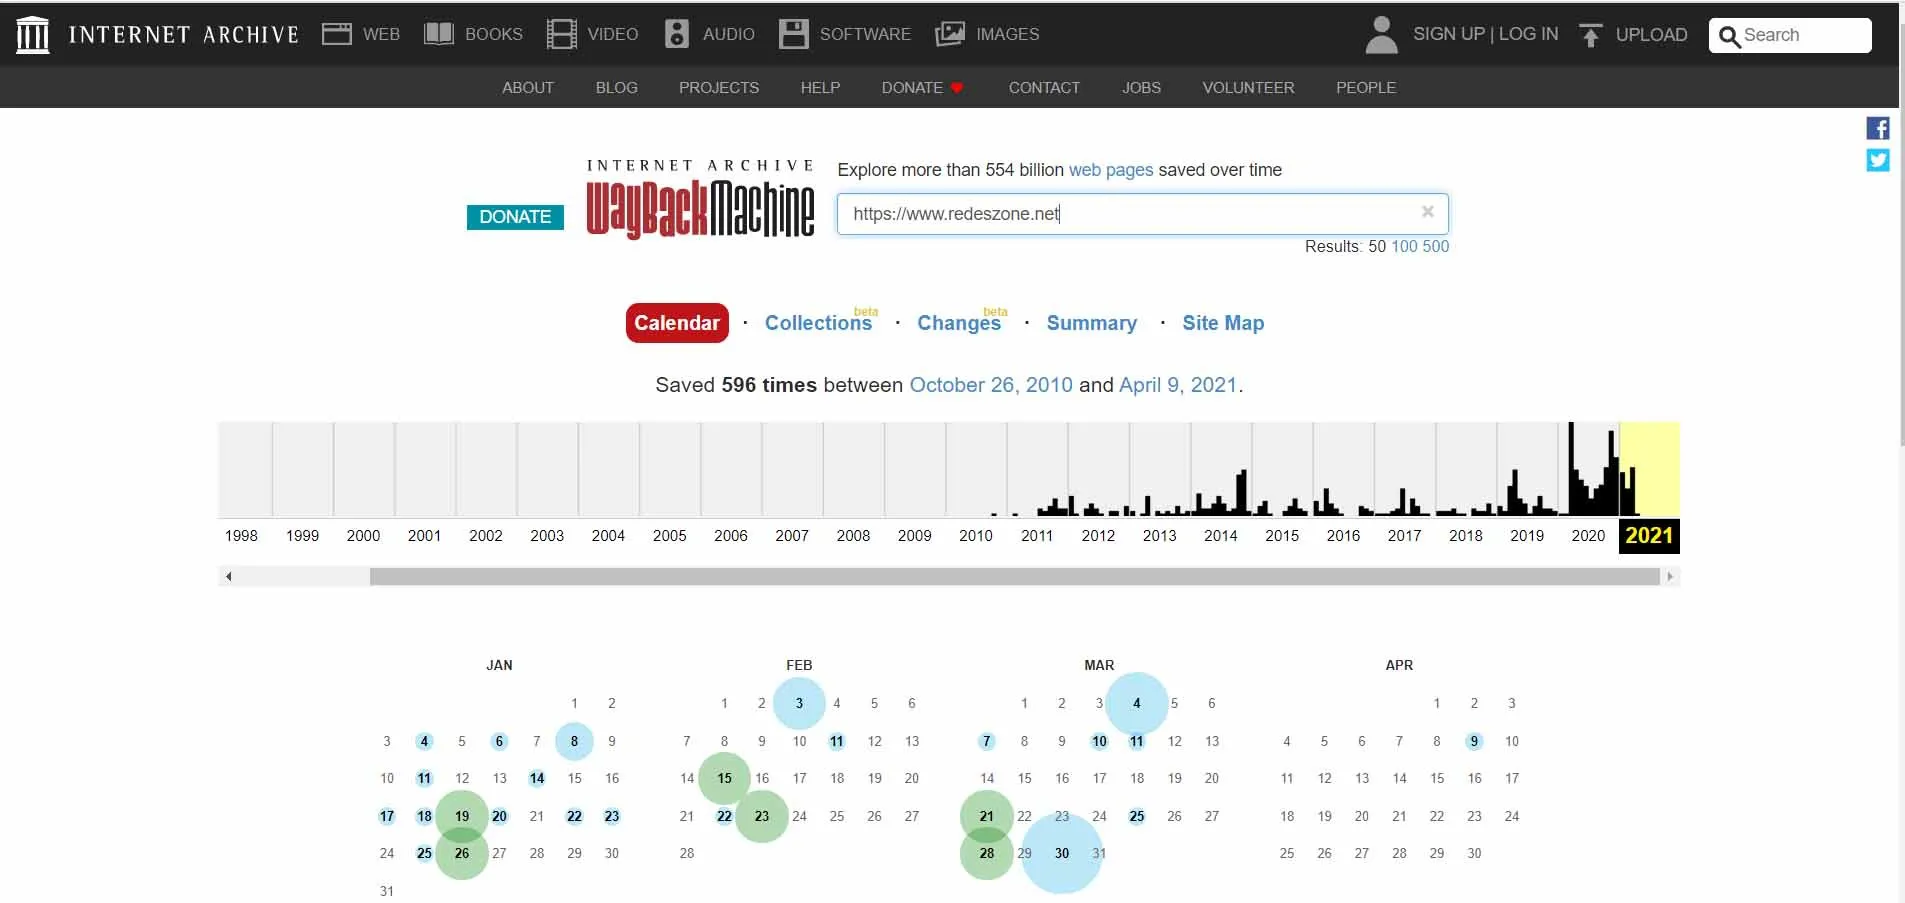 INTERNET ARCHIVE WEB BOOKS VIDEO AUDIO SOFTWARE IMAGES SIGN UP | LOG IN UPLOAD Search
ABOUT BLOG PROJECTS HELP DONATE CONTACT JOBS VOLUNTEER PEOPLE
DONATE
INTERNET ARCHIVE
WayBackMachine
Explore more than 554 billion web pages saved over time
https://www.redeszone.net
Results: 50 100 500
Calendar · Collections beta · Changes beta · Summary · Site Map
Saved 596 times between October 26, 2010 and April 9, 2021.
1998 1999 2000 2001 2002 2003 2004 2005 2006 2007 2008 2009 2010 2011 2012 2013 2014 2015 2016 2017 2018 2019 2020 2021
JAN
1 2
3 4 5 6 7 8 9
10 11 12 13 14 15 16
17 18 19 20 21 22 23
24 25 26 27 28 29 30
31
FEB
1 2 3 4 5 6
7 8 9 10 11 12 13
14 15 16 17 18 19 20
21 22 23 24 25 26 27
28
MAR
1 2 3 4 5 6
7 8 9 10 11 12 13
14 15 16 17 18 19 20
21 22 23 24 25 26 27
28 29 30 31
APR
1 2 3
4 5 6 7 8 9 10
11 12 13 14 15 16 17
18 19 20 21 22 23 24
25 26 27 28 29 30